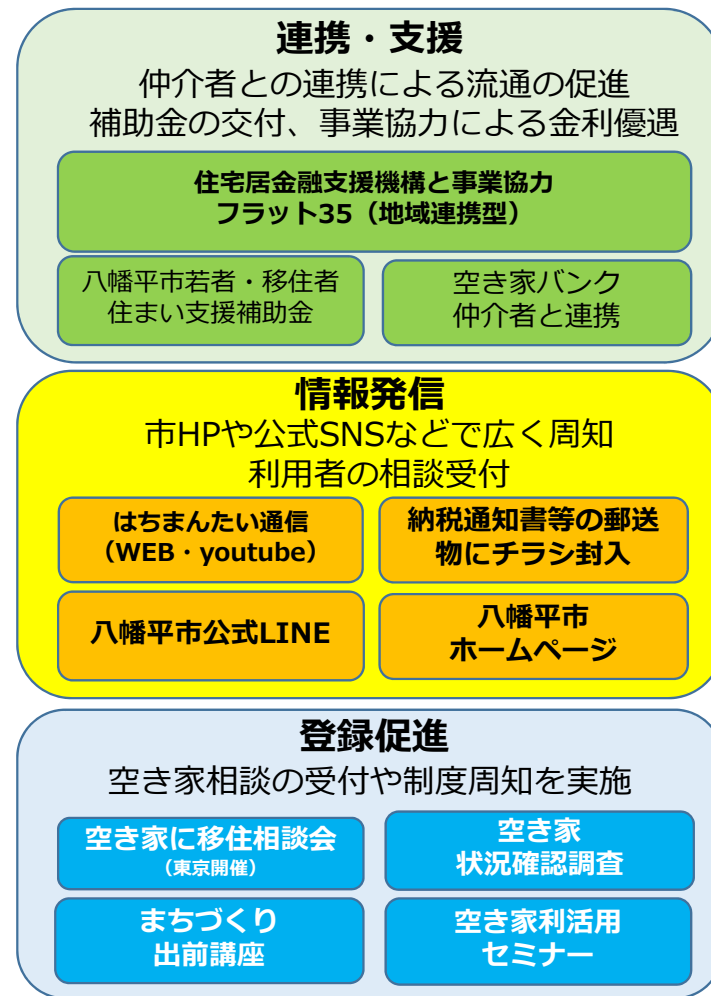 連携・支援
仲介者との連携による流通の促進
補助金の交付、事業協力による金利優遇
住宅居金融支援機構と事業協力
フラット35（地域連携型）
八幡平市若者・移住者
住まい支援補助金
空き家バンク
仲介者と連携
情報発信
市HPや公式SNSなどで広く周知
利用者の相談受付
はちまんたい通信
（WEB・youtube）
納税通知書等の郵送
物にチラシ封入
八幡平市公式LINE
八幡平市
ホームページ
登録促進
空き家相談の受付や制度周知を実施
空き家に移住相談会
（東京開催）
空き家
状況確認調査
まちづくり
出前講座
空き家利活用
セミナー